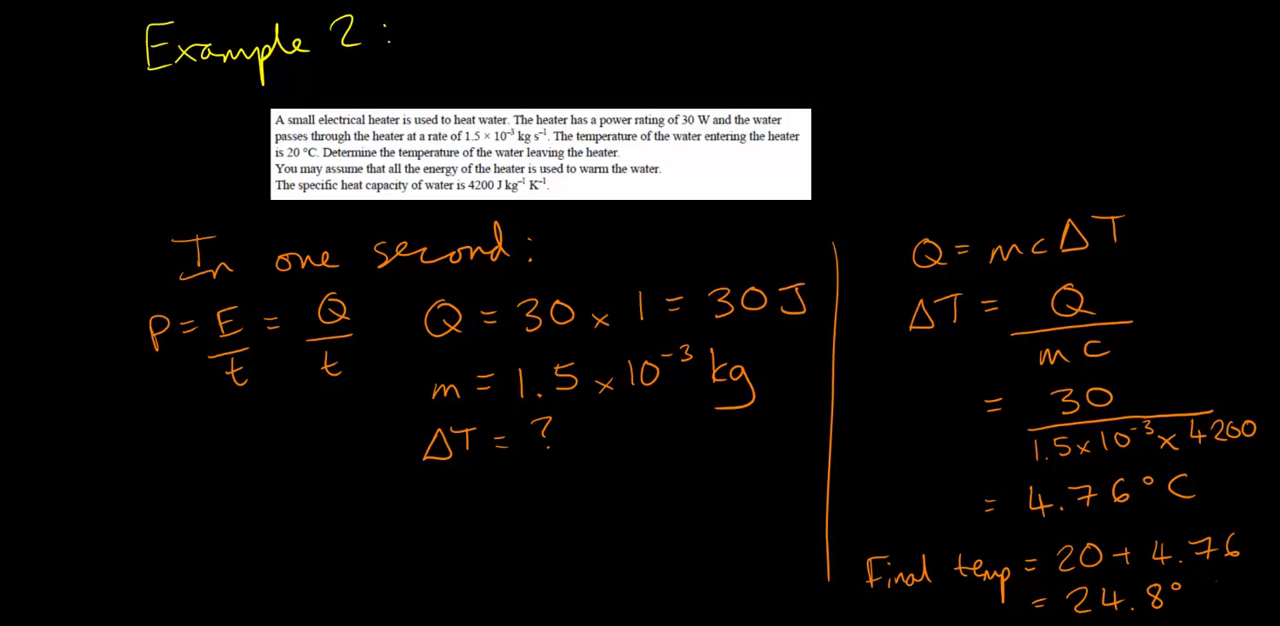 Example 2 :
A small electrical heater is used to heat water. The heater has a power rating of 30 W and the water
passes through the heater at a rate of 1.5 × 10⁻³ kg s⁻¹. The temperature of the water entering the heater
is 20 °C. Determine the temperature of the water leaving the heater.
You may assume that all the energy of the heater is used to warm the water.
The specific heat capacity of water is 4200 J kg⁻¹ K⁻¹.
In one second:
P = E/t = Q/t
Q = 30 × 1 = 30 J
m = 1.5 × 10⁻³ kg
ΔT = ?
Q = mcΔT
ΔT = Q/mc
= 30/1.5×10⁻³ × 4200
= 4.76°C
Final temp = 20 + 4.76
= 24.8°